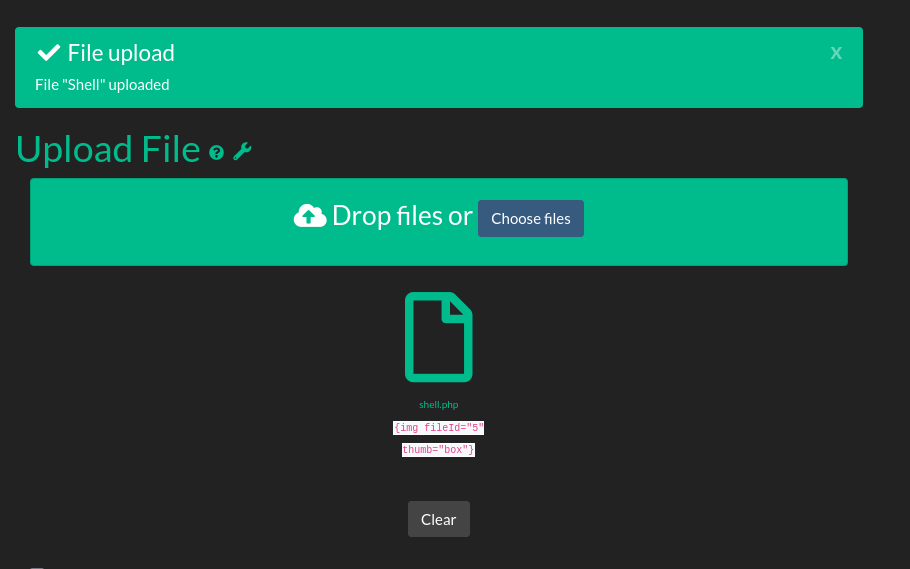 File upload
X
File "Shell" uploaded
Upload File
Drop files or Choose files
shell.php
{img fileId="5"
thumb="box"}
Clear